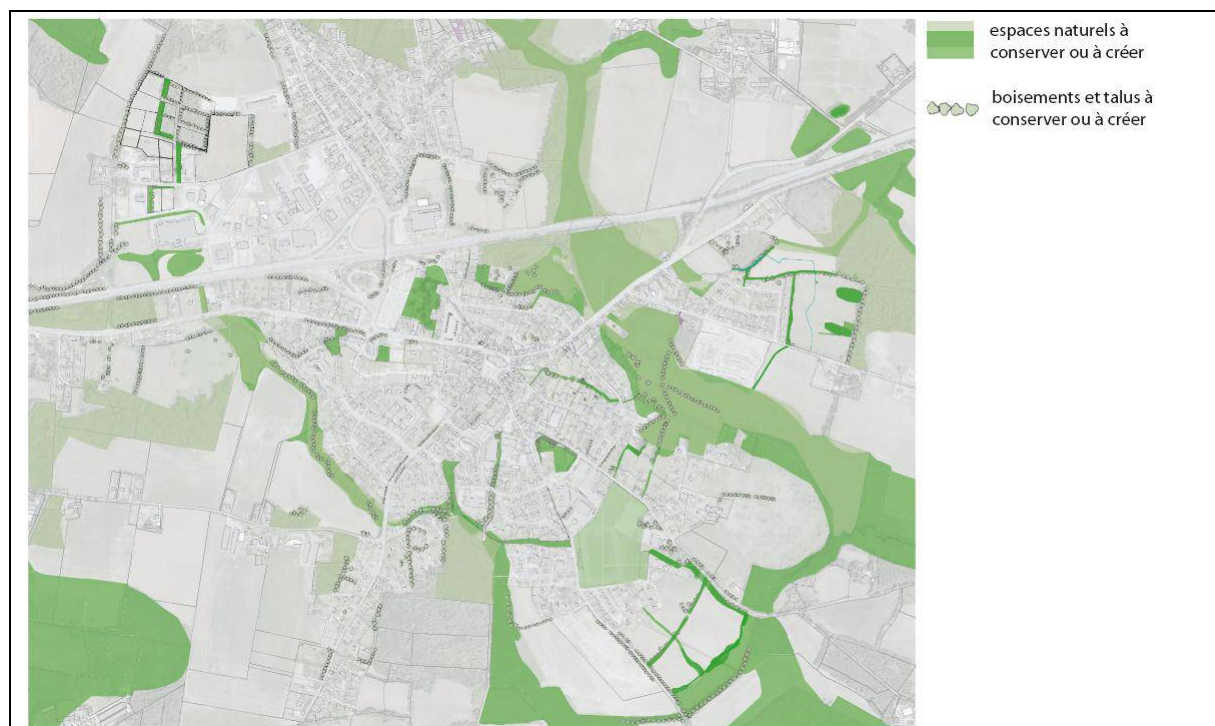 espaces naturels à
conserver ou à créer
boisements et talus à
conserver ou à créer